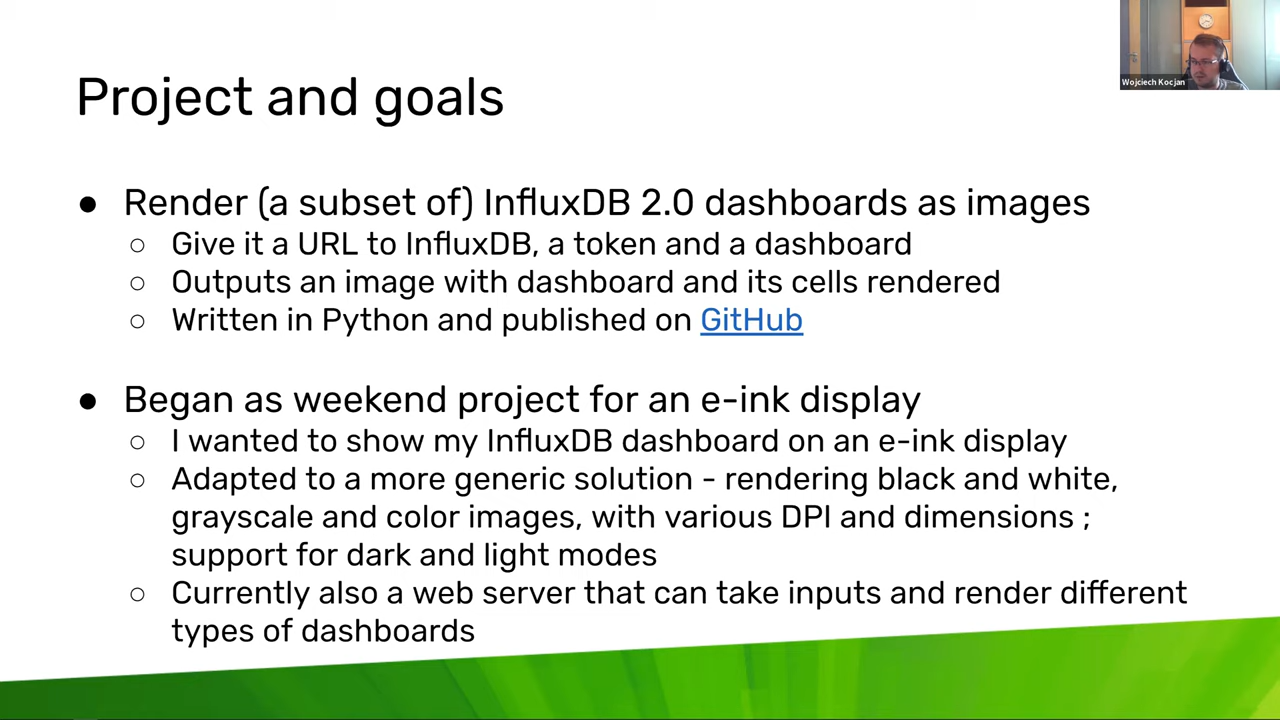 Wojciech Kocjan
Project and goals
● Render (a subset of) InfluxDB 2.0 dashboards as images
○ Give it a URL to InfluxDB, a token and a dashboard
○ Outputs an image with dashboard and its cells rendered
○ Written in Python and published on GitHub
● Began as weekend project for an e-ink display
○ I wanted to show my InfluxDB dashboard on an e-ink display
○ Adapted to a more generic solution - rendering black and white,
grayscale and color images, with various DPI and dimensions ;
support for dark and light modes
○ Currently also a web server that can take inputs and render different
types of dashboards